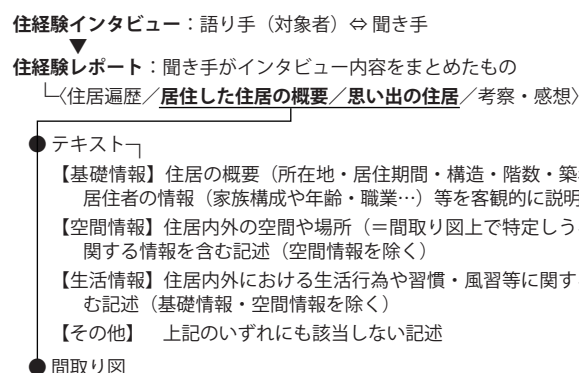 住経験インタビュー：語り手（対象者）⇔ 聞き手
▼
住経験レポート：聞き手がインタビュー内容をまとめたもの
〈住居遍歴／居住した住居の概要／思い出の住居／考察・感想〉
● テキスト
【基礎情報】住居の概要（所在地・居住期間・構造・階数・築
居住者の情報（家族構成や年齢・職業…）等を客観的に説明
【空間情報】住居内外の空間や場所（＝間取り図上で特定しう
関する情報を含む記述（空間情報を除く）
【生活情報】住居内外における生活行為や習慣・風習等に関す
む記述（基礎情報・空間情報を除く）
【その他】　上記のいずれにも該当しない記述
● 間取り図